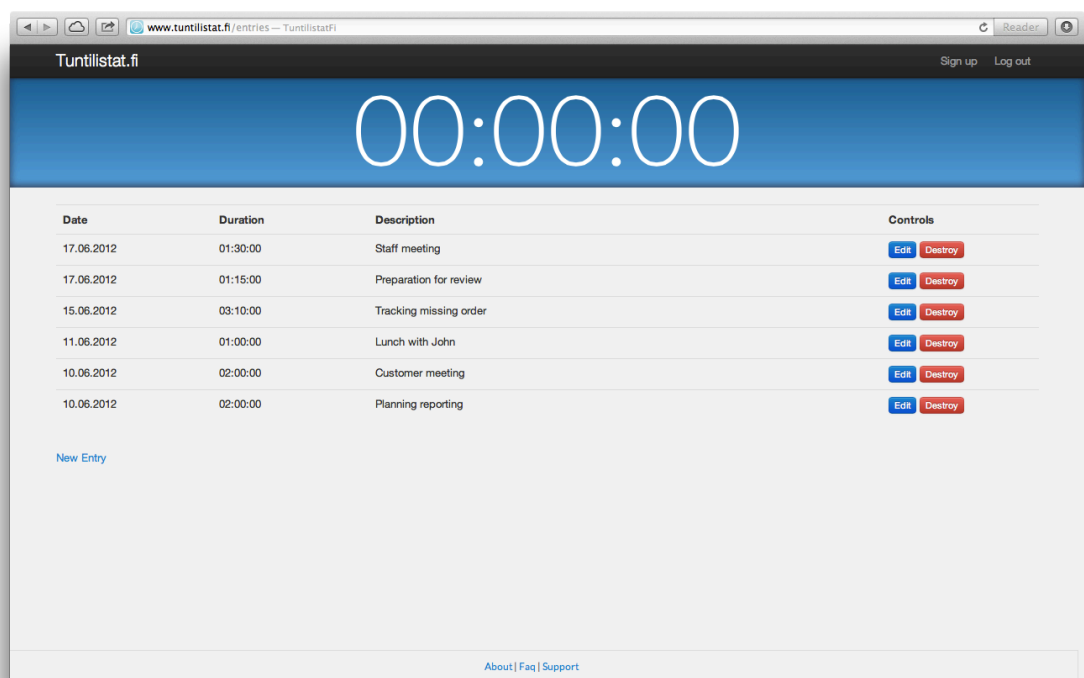 www.tuntilistat.fi/entries — TuntilistatFi Reader
Tuntilistat.fi Sign up Log out
00:00:00
Date Duration Description Controls
17.06.2012 01:30:00 Staff meeting Edit Destroy
17.06.2012 01:15:00 Preparation for review Edit Destroy
15.06.2012 03:10:00 Tracking missing order Edit Destroy
11.06.2012 01:00:00 Lunch with John Edit Destroy
10.06.2012 02:00:00 Customer meeting Edit Destroy
10.06.2012 02:00:00 Planning reporting Edit Destroy
New Entry
About | Faq | Support